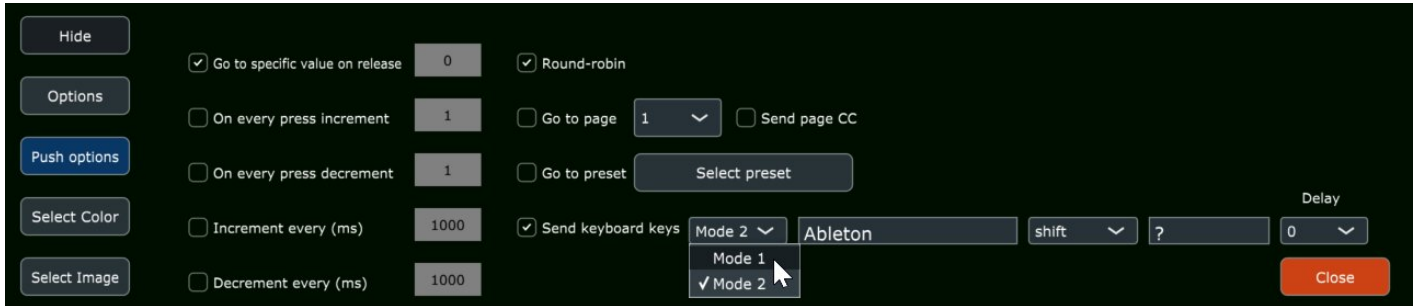 Hide
Go to specific value on release 0 Round-robin
Options
On every press increment 1 Go to page 1 Send page CC
Push options
On every press decrement 1 Go to preset Select preset
Delay
Select Color
Increment every (ms) 1000 Send keyboard keys Mode 2 Ableton shift ? 0
Mode 1
Select Image
Decrement every (ms) 1000 Mode 2 Close